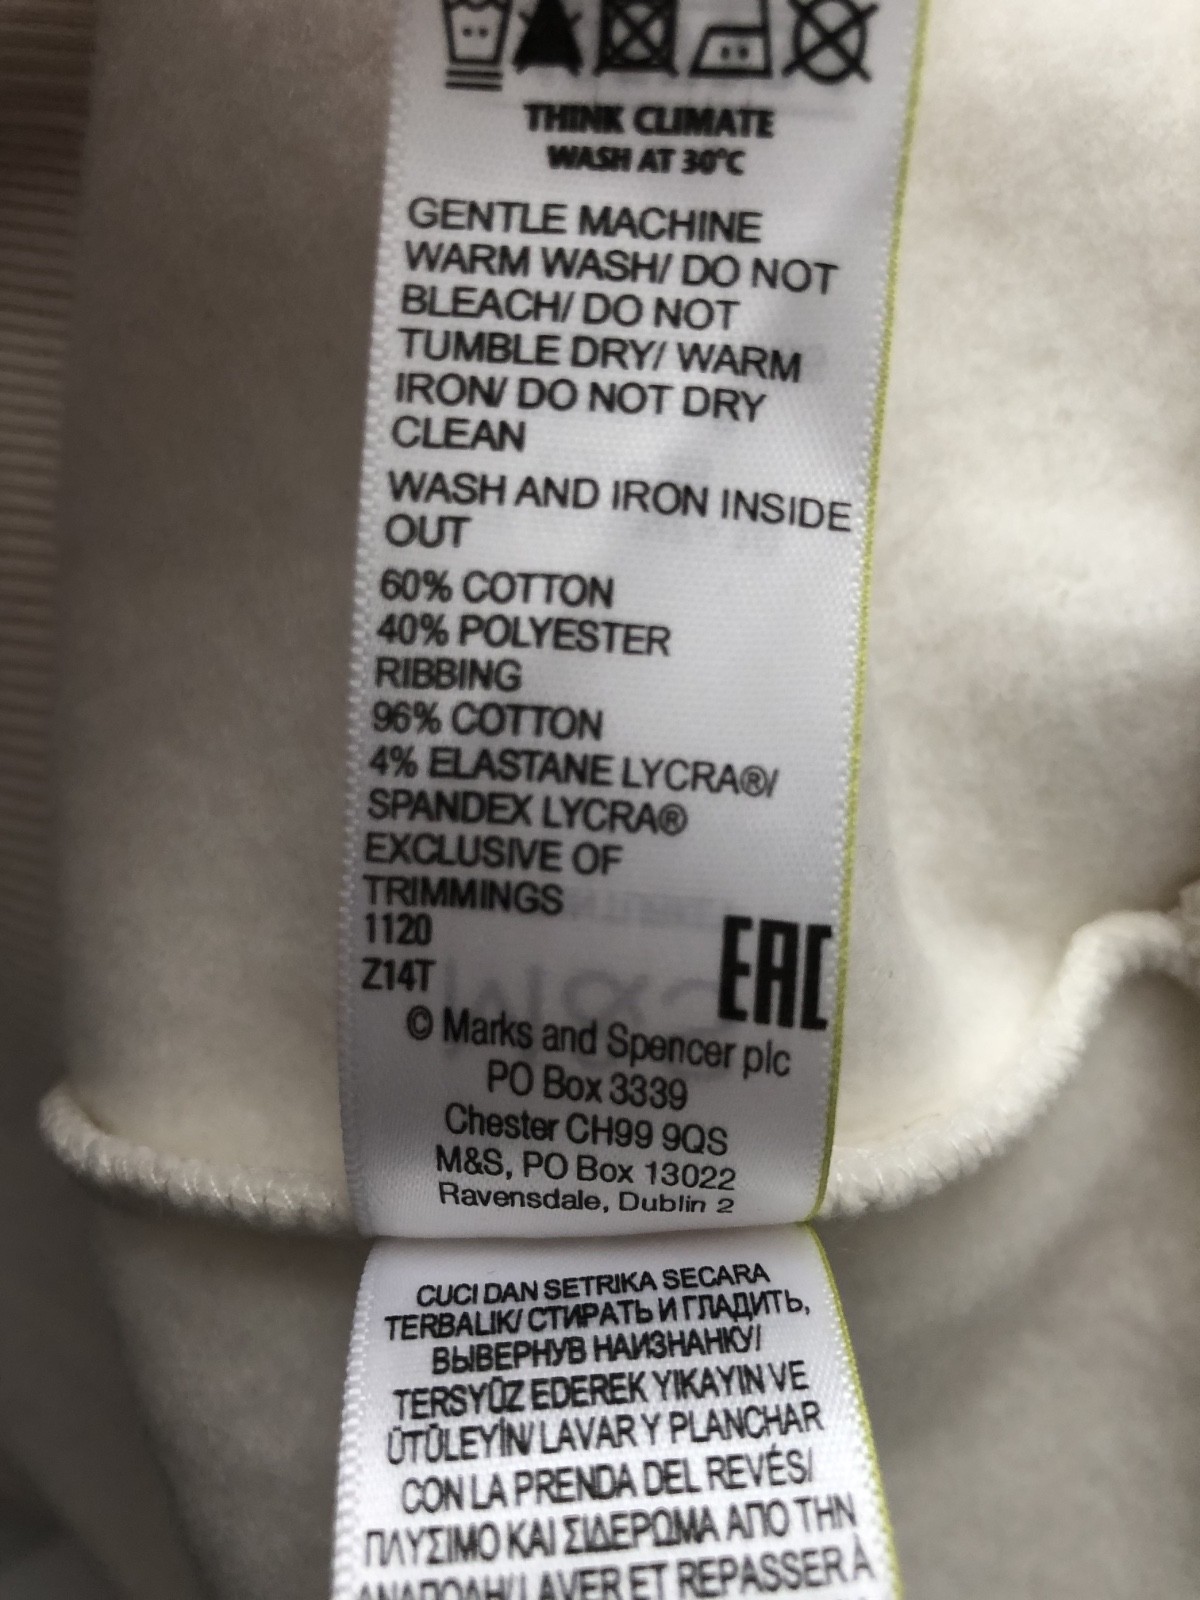 THINK CLIMATE
WASH AT 30°C
GENTLE MACHINE
WARM WASH/ DO NOT
BLEACH/ DO NOT
TUMBLE DRY/ WARM
IRON/ DO NOT DRY
CLEAN
WASH AND IRON INSIDE
OUT
60% COTTON
40% POLYESTER
RIBBING
96% COTTON
4% ELASTANE LYCRA®/
SPANDEX LYCRA®
EXCLUSIVE OF
TRIMMINGS
1120
Z14T
EAC
© Marks and Spencer plc
PO Box 3339
Chester CH99 9QS
M&S, PO Box 13022
Ravensdale, Dublin 2
CUCI DAN SETRIKA SECARA
TERBALIK/ СТИРАТЬ И ГЛАДИТЬ,
ВЫВЕРНУВ НАИЗНАНКУ/
TERSYÜZ EDEREK YIKAYIN VE
ÜTÜLEYİN/ LAVAR Y PLANCHAR
CON LA PRENDA DEL REVÉS/
ΠΛΥΣΙΜΟ ΚΑΙ ΣΙΔΕΡΩΜΑ ΑΠΟ ΤΗΝ
ΑΝΑΠΟΔΗ/ LAVER ET REPASSER À